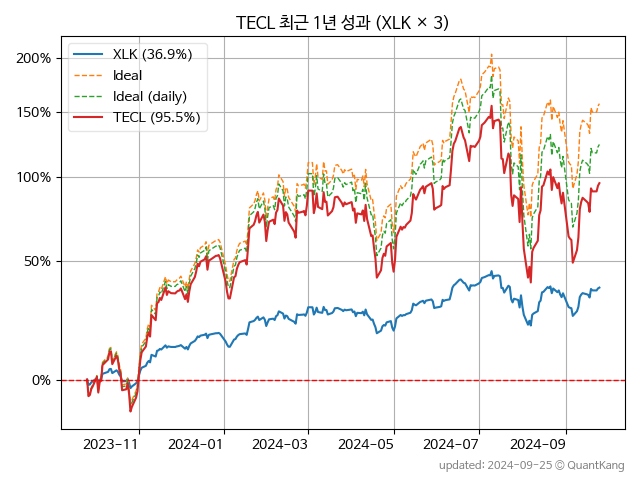 TECL 최근 1년 성과 (XLK × 3)
200%
150%
100%
50%
0%
XLK (36.9%)
Ideal
Ideal (daily)
TECL (95.5%)
2023-11
2024-01
2024-03
2024-05
2024-07
2024-09
updated: 2024-09-25 © QuantKang